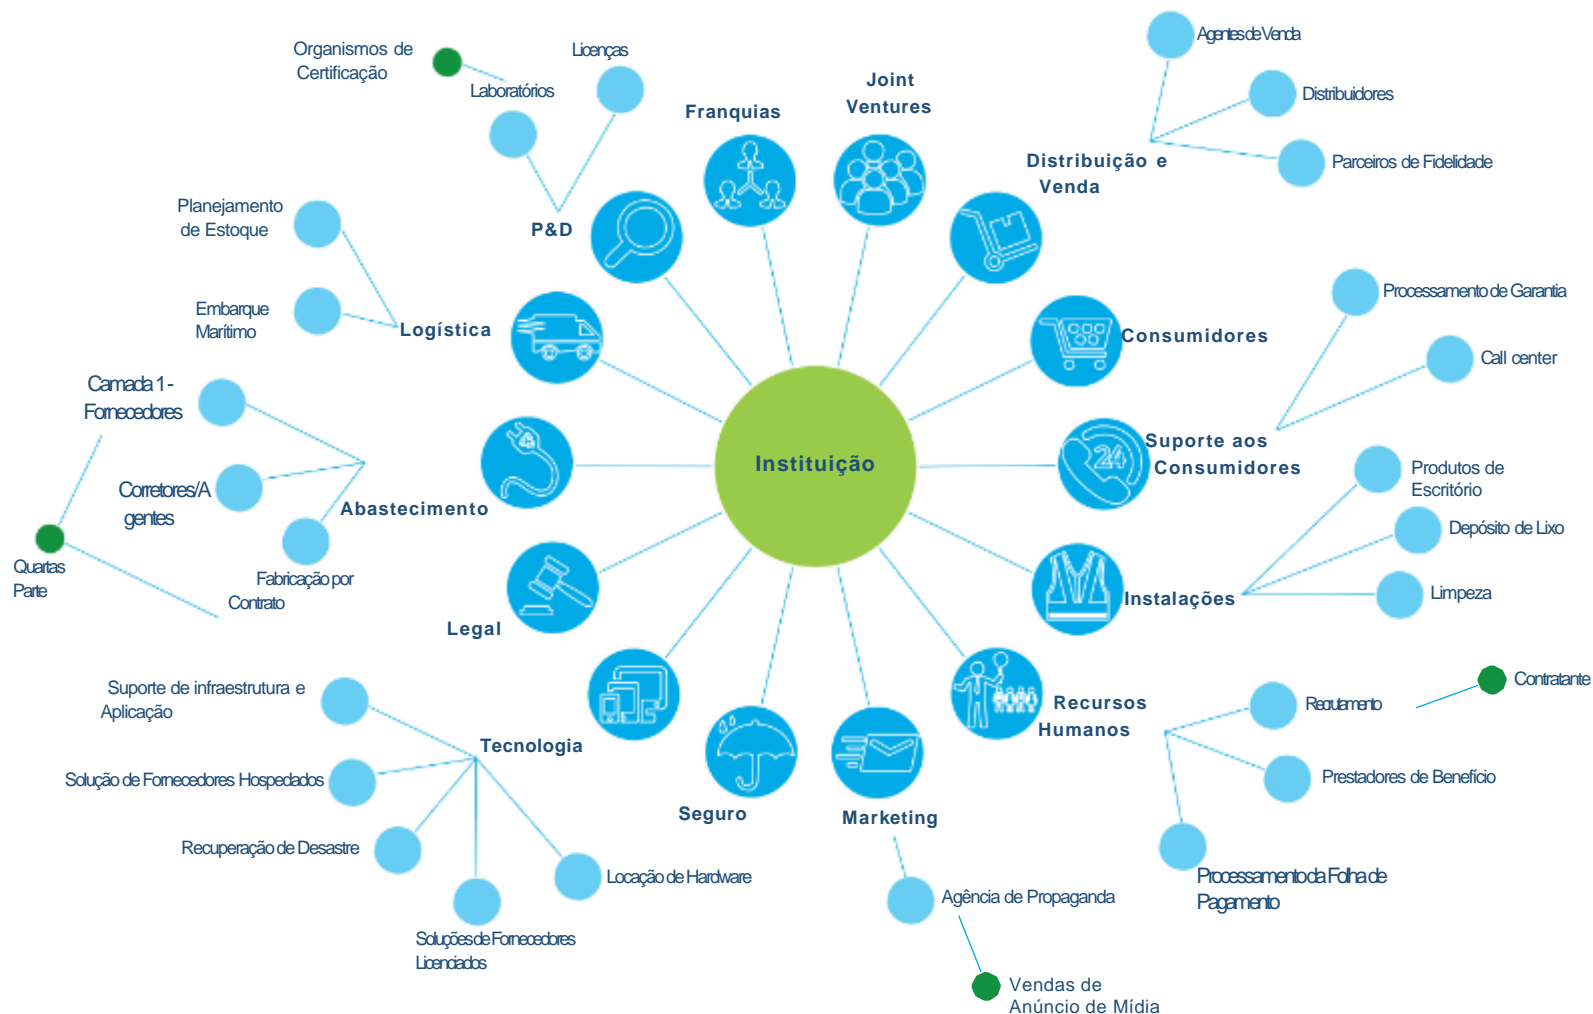 Organismos de
Certificação
Licenças
Laboratórios
Franquias
Joint
Ventures
Agentes de Venda
Distribuidores
Distribuição e
Venda
Parceiros de Fidelidade
Planejamento
de Estoque
P&D
Embarque
Marítimo
Logística
Consumidores
Processamento de Garantia
Call center
Camada 1 -
Fornecedores
Instituição
24
Suporte aos
Consumidores
Produtos de
Escritório
Corretores/A
gentes
Abastecimento
Depósito de Lixo
Quartas
Parte
Fabricação por
Contrato
Instalações
Limpeza
Legal
Suporte de infraestrutura e
Aplicação
Tecnologia
Recursos
Humanos
Recrutamento
Contratante
Solução de Fornecedores Hospedados
Prestadores de Benefício
Seguro
Marketing
Recuperação de Desastre
Locação de Hardware
Agência de Propaganda
Processamento da Folha de
Pagamento
Soluções de Fornecedores
Licenciados
Vendas de
Anúncio de Mídia